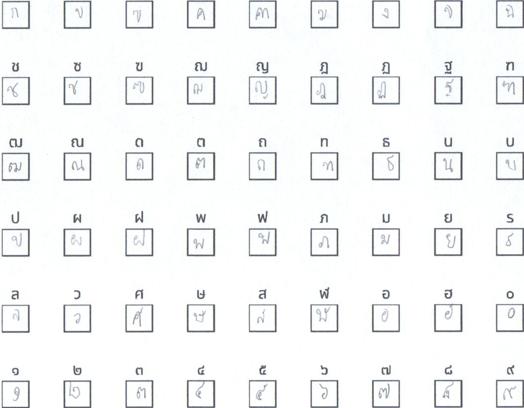 ก ข ฃ ค ฅ ฆ ง จ ฉ
ช ซ ฃ ฌ ญ ฎ ฏ ฐ ฑ
ช ซ ฃ ฌ ญ ฎ ฏ ฐ ฑ
ฒ ณ ด ต ถ ท ธ น บ
ฒ ณ ด ต ถ ท ธ น บ
ป ผ ฝ พ ฟ ภ ม ย ร
ป ผ ฝ พ ฟ ภ ม ย ร
ล ว ศ ษ ส ฬ อ ฮ ๐
ล ว ศ ษ ส ฬ อ ฮ ๐
๑ ๒ ๓ ๔ ๕ ๖ ๗ ๘ ๙
๑ ๒ ๓ ๔ ๕ ๖ ๗ ๘ ๙